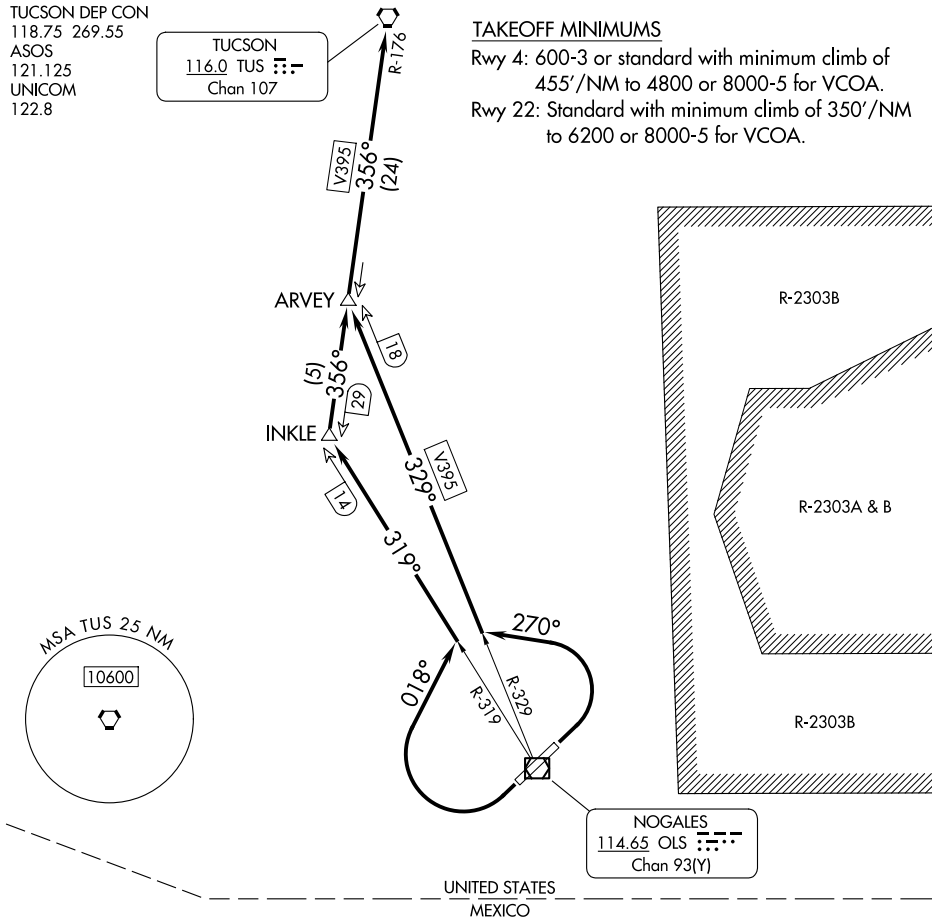 TUCSON DEP CON
118.75 269.55
ASOS
121.125
UNICOM
122.8
TUCSON
116.0 TUS
Chan 107
R-176
TAKEOFF MINIMUMS
Rwy 4: 600-3 or standard with minimum climb of
455'/NM to 4800 or 8000-5 for VCOA.
Rwy 22: Standard with minimum climb of 350'/NM
to 6200 or 8000-5 for VCOA.
V395
356°
(24)
R-2303B
ARVEY
18
(5)
356°
29
INKLE
14
329°
V395
319°
R-2303A & B
MSA TUS 25 NM
10600
018°
270°
R-319
R-329
R-2303B
NOGALES
114.65 OLS
Chan 93(Y)
UNITED STATES
MEXICO